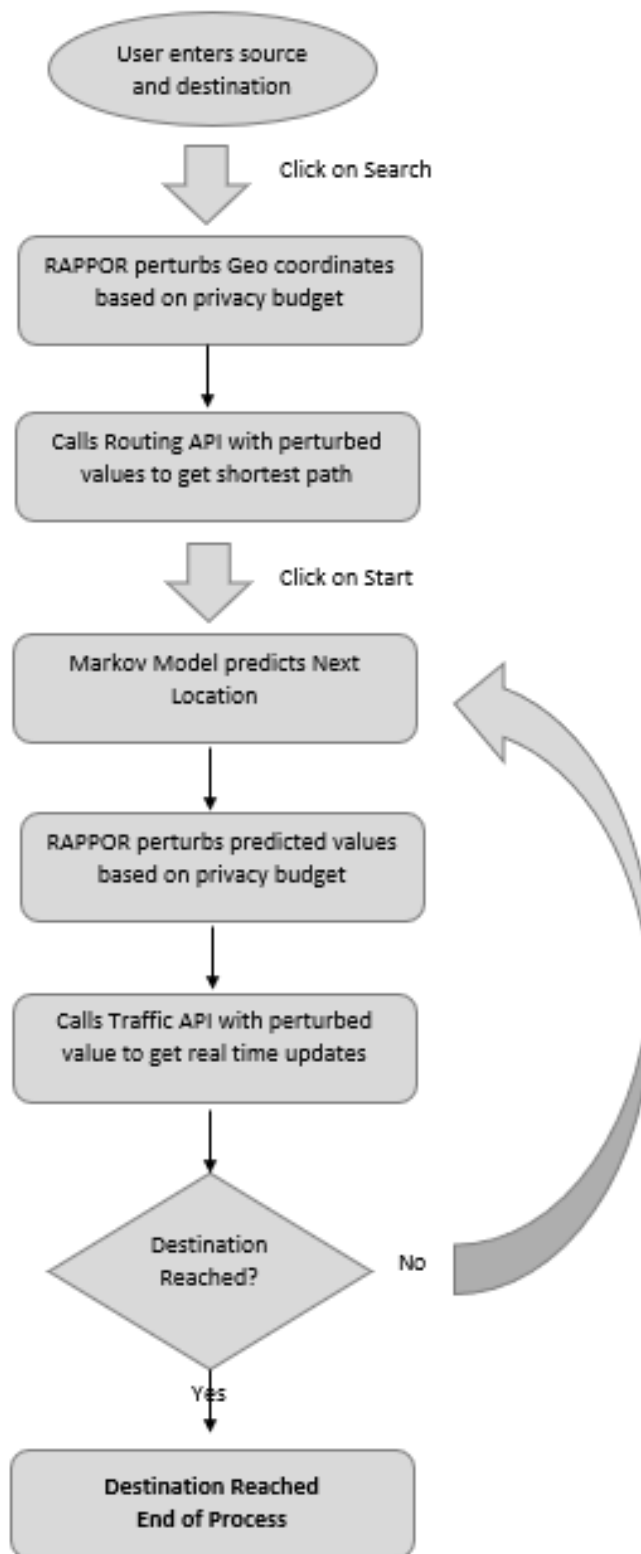 User enters source
and destination
Click on Search
RAPPOR perturbs Geo coordinates
based on privacy budget
Calls Routing API with perturbed
values to get shortest path
Click on Start
Markov Model predicts Next
Location
RAPPOR perturbs predicted values
based on privacy budget
Calls Traffic API with perturbed
value to get real time updates
Destination
Reached?
No
Yes
Destination Reached
End of Process